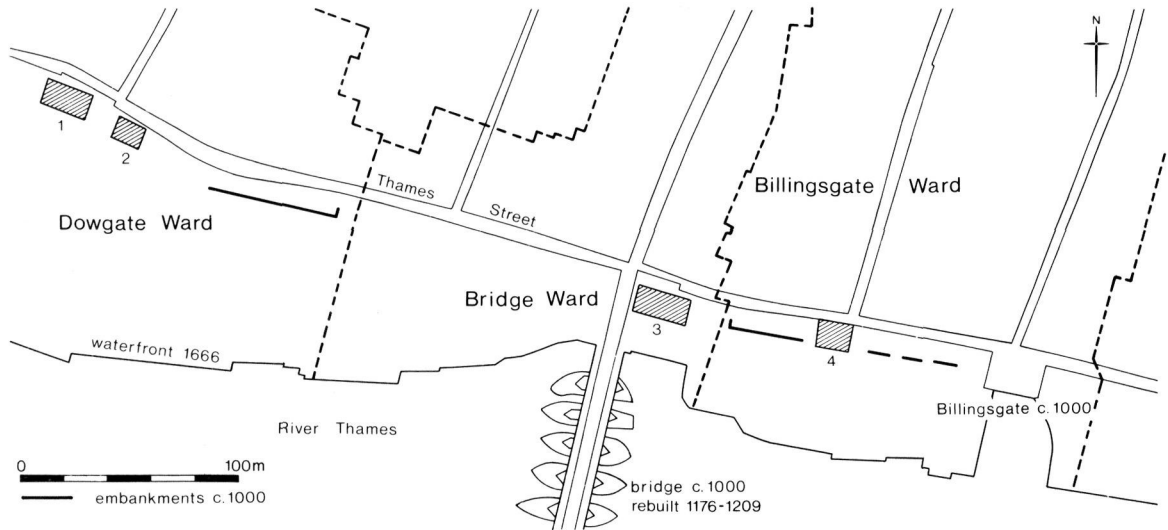 N
1
2
Thames
Street
Billingsgate Ward
Dowgate Ward
Bridge Ward
3
4
waterfront 1666
Billingsgate c.1000
River Thames
0 100m
embankments c.1000
bridge c.1000
rebuilt 1176-1209